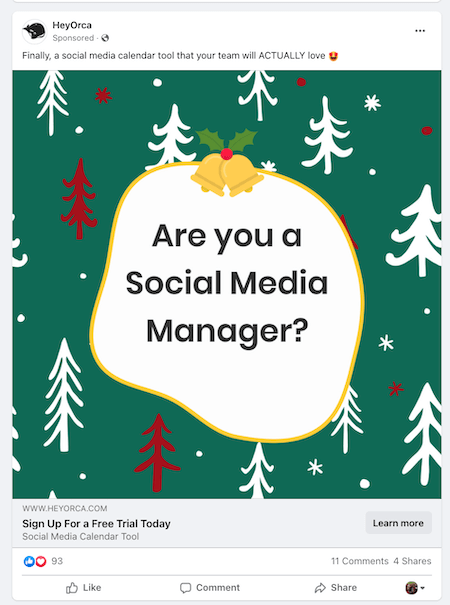 HeyOrca
Sponsored ·
Finally, a social media calendar tool that your team will ACTUALLY love 😍
Are you a
Social Media
Manager?
WWW.HEYORCA.COM
Sign Up For a Free Trial Today
Social Media Calendar Tool
Learn more
93
11 Comments 4 Shares
Like
Comment
Share